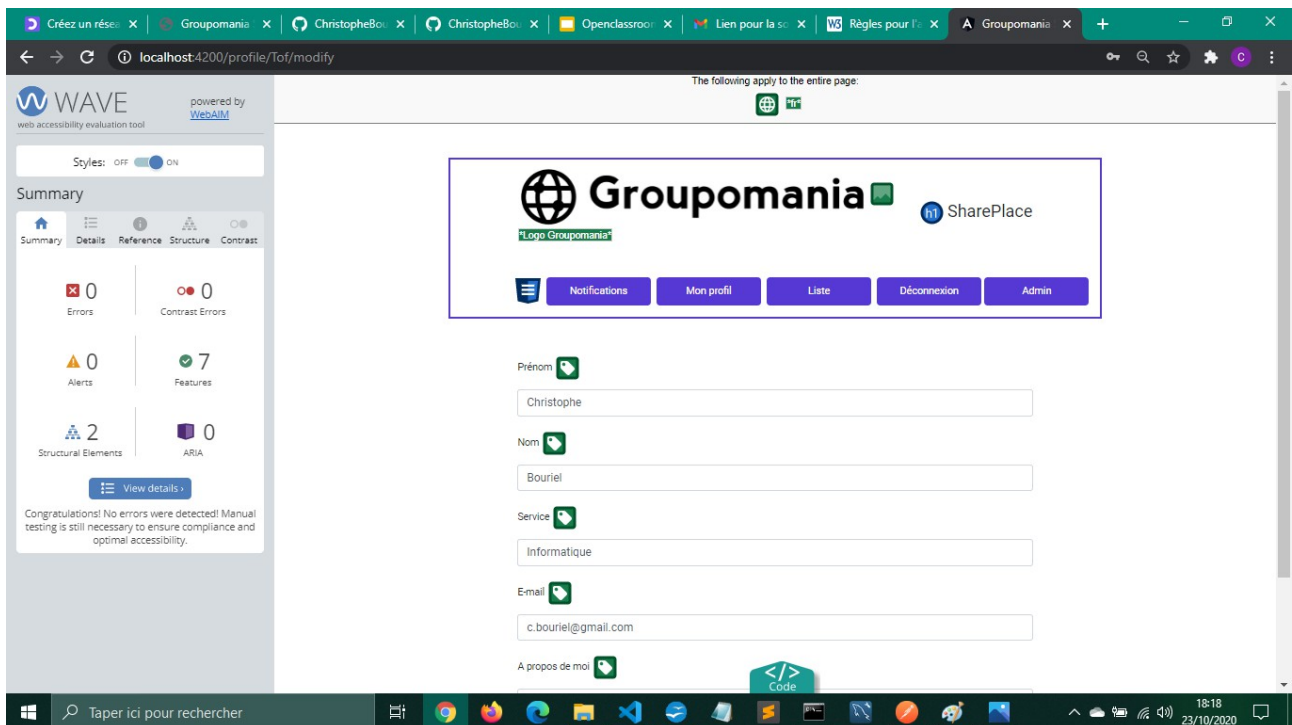 Créez un rései
Groupomania
ChristopheBou
ChristopheBou
Openclassroon
Lien pour la so
W3 Règles pour l'a
Groupomania
localhost:4200/profile/Tof/modify
C
WAVE
web accessibility evaluation tool
powered by
WebAIM
Styles: OFF ON
Summary
Summary Details Reference Structure Contrast
0
Errors
0
Contrast Errors
0
Alerts
7
Features
2
Structural Elements
0
ARIA
View details ›
Congratulations! No errors were detected! Manual
testing is still necessary to ensure compliance and
optimal accessibility.
The following apply to the entire page:
*fr*
Groupomania
*Logo Groupomania*
h1 SharePlace
Notifications
Mon profil
Liste
Déconnexion
Admin
Prénom
Christophe
Nom
Bouriel
Service
Informatique
E-mail
c.bouriel@gmail.com
A propos de moi
</>
Code
Taper ici pour rechercher
18:18
23/10/2020